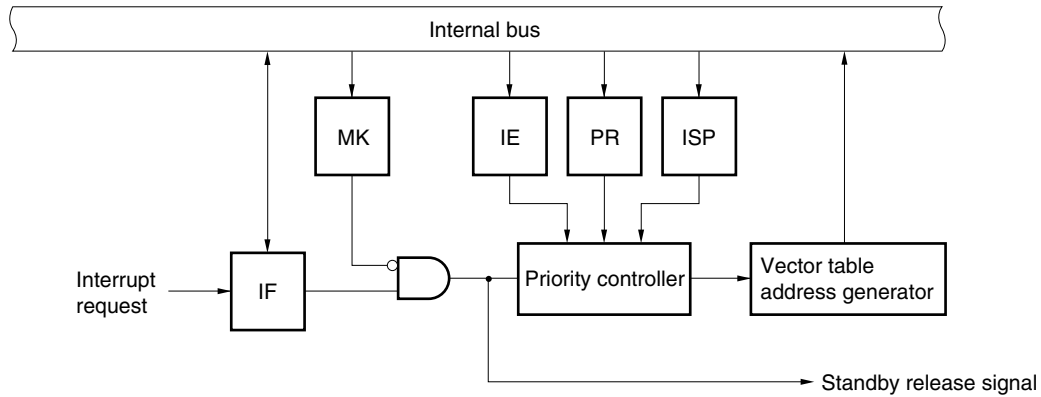 Internal bus
MK
IE
PR
ISP
Interrupt
request
IF
Priority controller
Vector table
address generator
Standby release signal